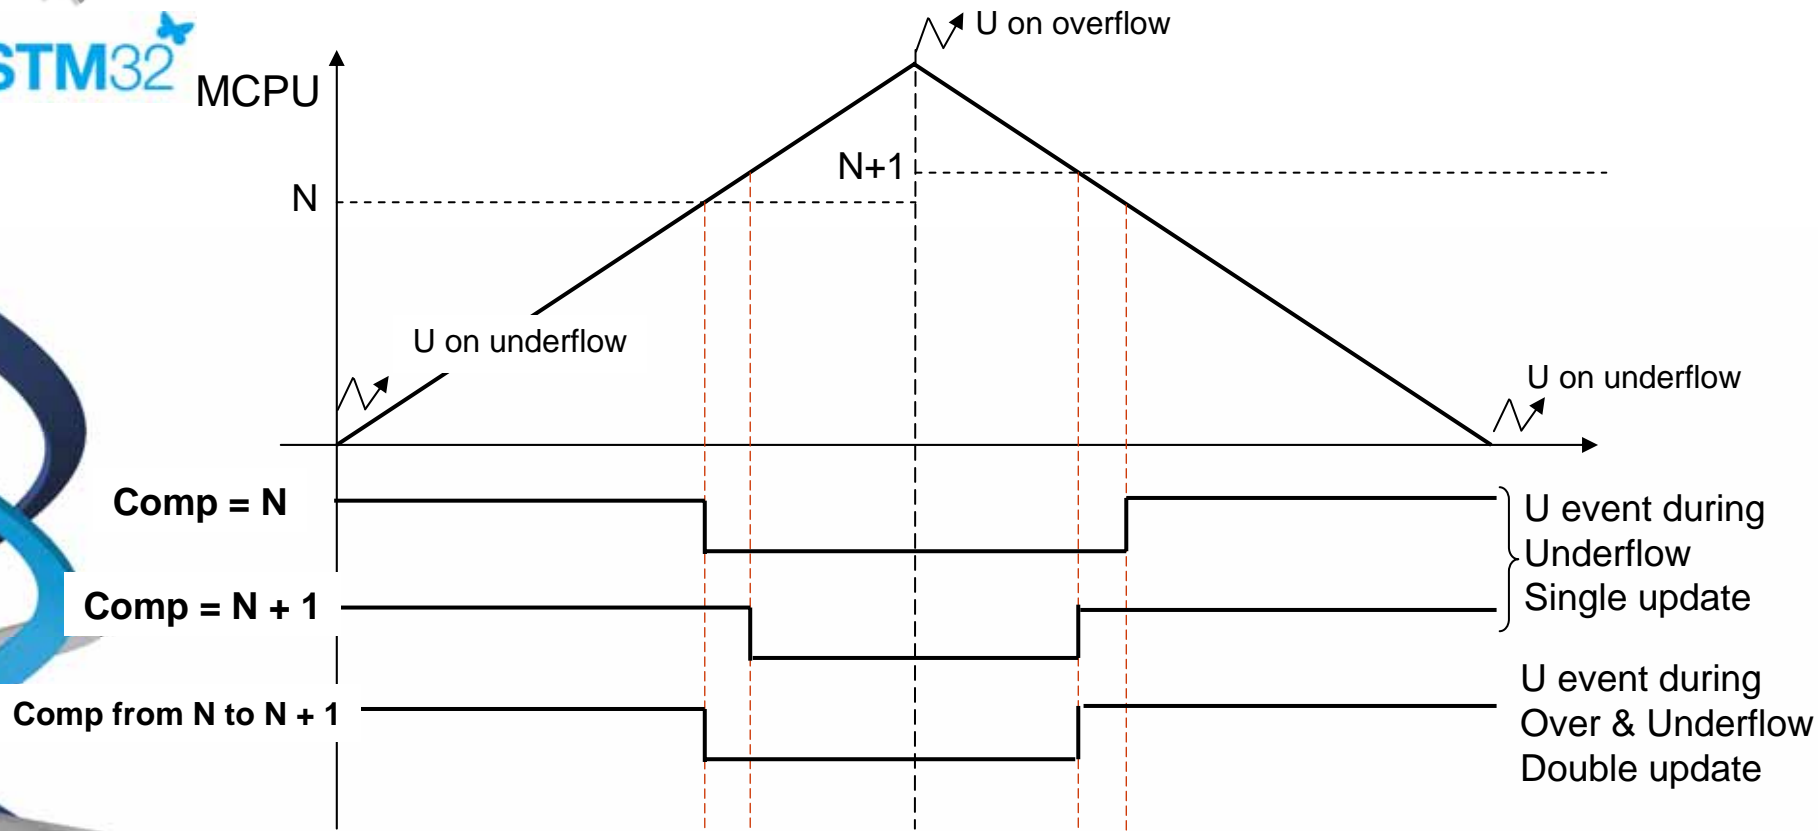 U on overflow
STM32
MCPU
N+1
N
U on underflow
U on underflow
Comp = N
U event during
Underflow
Single update
Comp = N + 1
Comp from N to N + 1
U event during
Over & Underflow
Double update